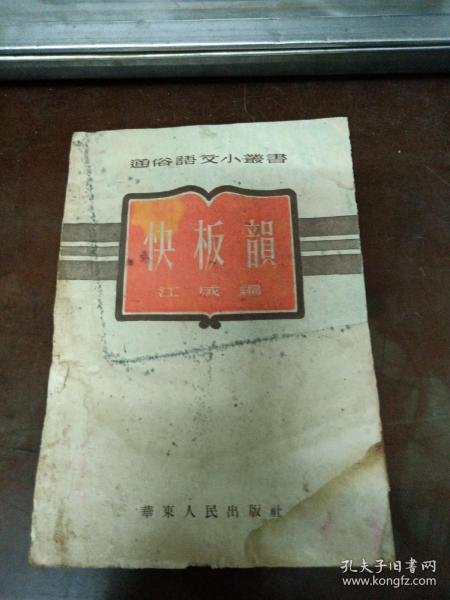 通俗語文小叢書
快板韻
江成編
華東人民出版社
孔夫子旧书网
www.kongfz.com